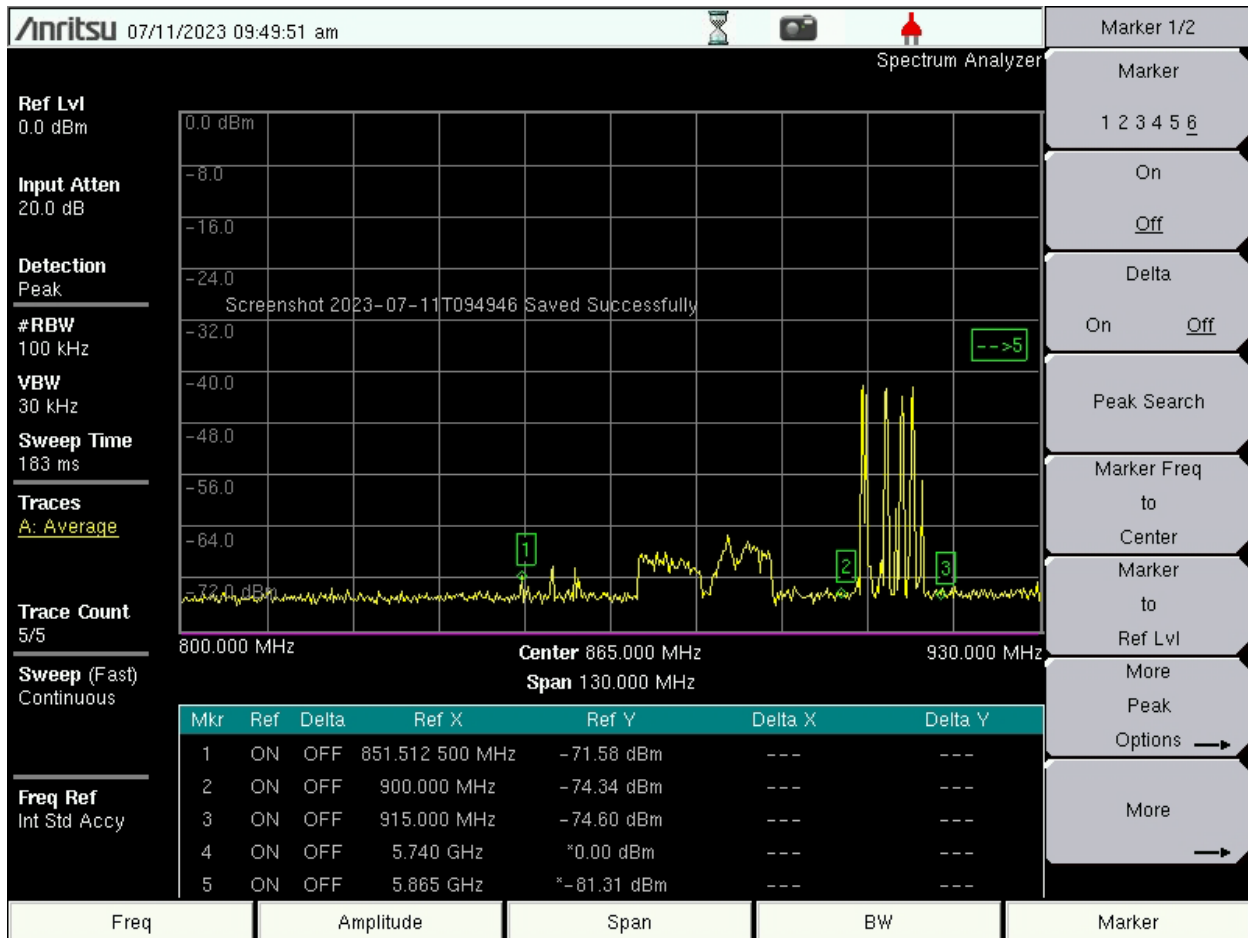 Anritsu 07/11/2023 09:49:51 am
Spectrum Analyzer
Ref Lvl
0.0 dBm
Input Atten
20.0 dB
Detection
Peak
#RBW
100 kHz
VBW
30 kHz
Sweep Time
183 ms
Traces
A: Average
Trace Count
5/5
Sweep (Fast)
Continuous
Freq Ref
Int Std Accy
0.0 dBm
-8.0
-16.0
-24.0
Screenshot 2023-07-11T094946 Saved Successfully
-32.0
-->5
-40.0
-48.0
-56.0
-64.0
1
2
3
-72.0 dBm
800.000 MHz
Center 865.000 MHz
930.000 MHz
Span 130.000 MHz
Mkr Ref Delta Ref X Ref Y Delta X Delta Y
1 ON OFF 851.512 500 MHz -71.58 dBm --- ---
2 ON OFF 900.000 MHz -74.34 dBm --- ---
3 ON OFF 915.000 MHz -74.60 dBm --- ---
4 ON OFF 5.740 GHz *0.00 dBm --- ---
5 ON OFF 5.865 GHz *-81.31 dBm --- ---
Marker 1/2
Marker
1 2 3 4 5 6
On
Off
Delta
On Off
Peak Search
Marker Freq
to
Center
Marker
to
Ref Lvl
More
Peak
Options
More
Freq Amplitude Span BW Marker